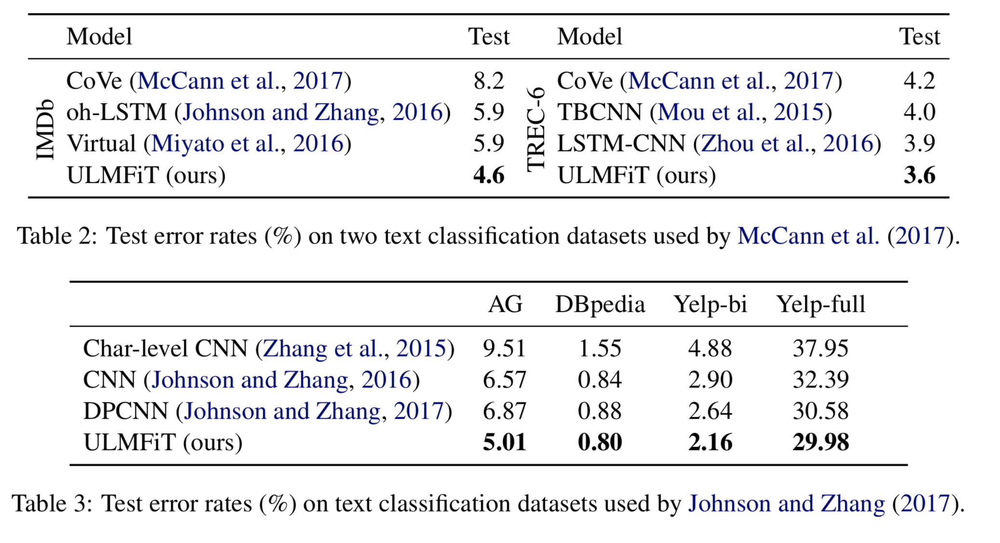 Model Test Model Test
IMDb
CoVe (McCann et al., 2017) 8.2
oh-LSTM (Johnson and Zhang, 2016) 5.9
Virtual (Miyato et al., 2016) 5.9
ULMFiT (ours) 4.6
TREC-6
CoVe (McCann et al., 2017) 4.2
TBCNN (Mou et al., 2015) 4.0
LSTM-CNN (Zhou et al., 2016) 3.9
ULMFiT (ours) 3.6
Table 2: Test error rates (%) on two text classification datasets used by McCann et al. (2017).
AG DBpedia Yelp-bi Yelp-full
Char-level CNN (Zhang et al., 2015) 9.51 1.55 4.88 37.95
CNN (Johnson and Zhang, 2016) 6.57 0.84 2.90 32.39
DPCNN (Johnson and Zhang, 2017) 6.87 0.88 2.64 30.58
ULMFiT (ours) 5.01 0.80 2.16 29.98
Table 3: Test error rates (%) on text classification datasets used by Johnson and Zhang (2017).